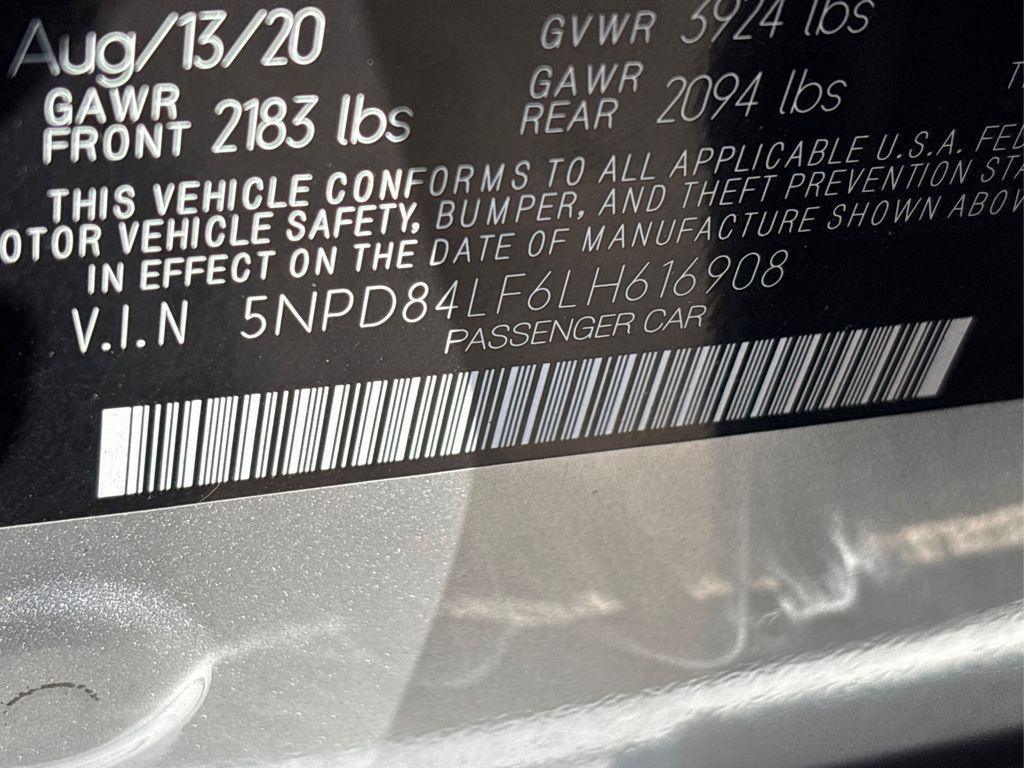 Aug/13/20 GVWR 3924 lbs
GAWR FRONT 2183 lbs GAWR REAR 2094 lbs
THIS VEHICLE CONFORMS TO ALL APPLICABLE U.S.A. FED
OTOR VEHICLE SAFETY, BUMPER, AND THEFT PREVENTION STA
IN EFFECT ON THE DATE OF MANUFACTURE SHOWN ABOV
V.I.N 5NPD84LF6LH616908
PASSENGER CAR